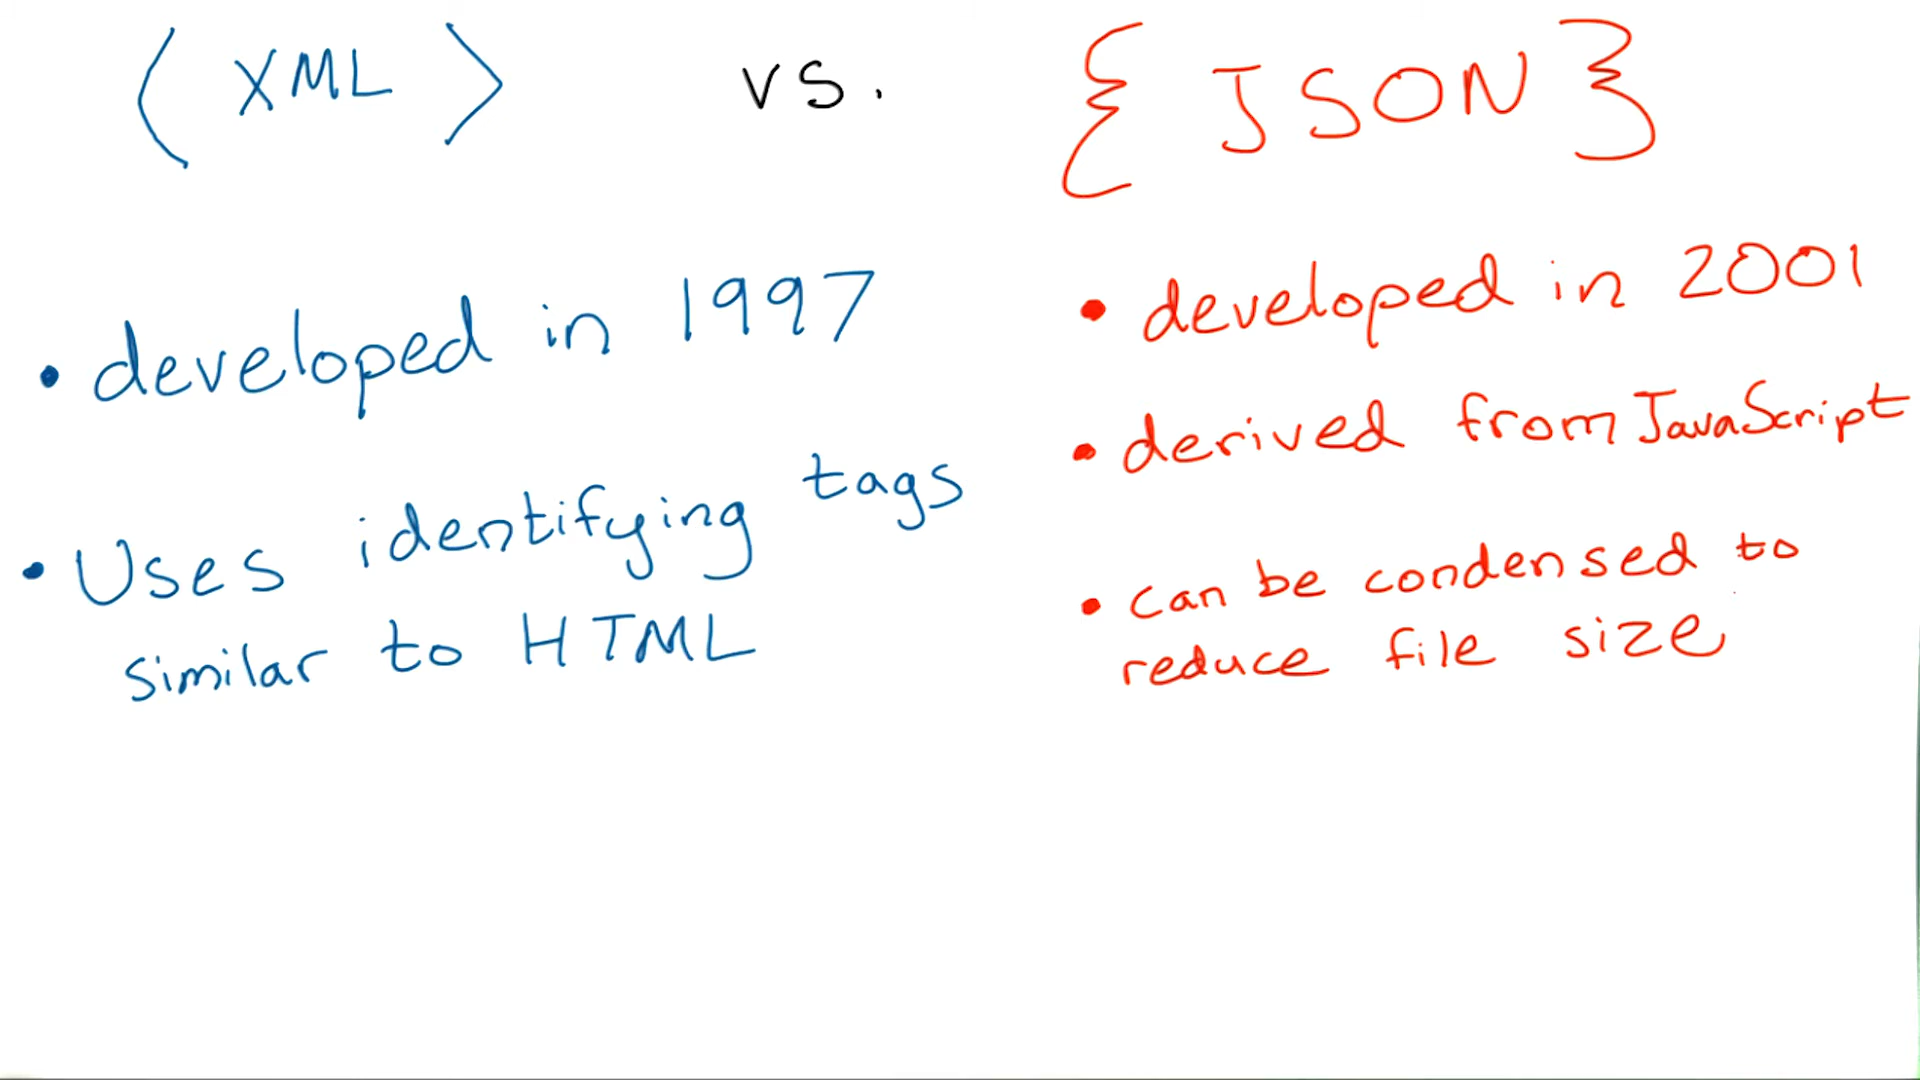 < XML > vs. { JSON }
• developed in 1997
• Uses identifying tags
similar to HTML
• developed in 2001
• derived from JavaScript
• can be condensed to
reduce file size